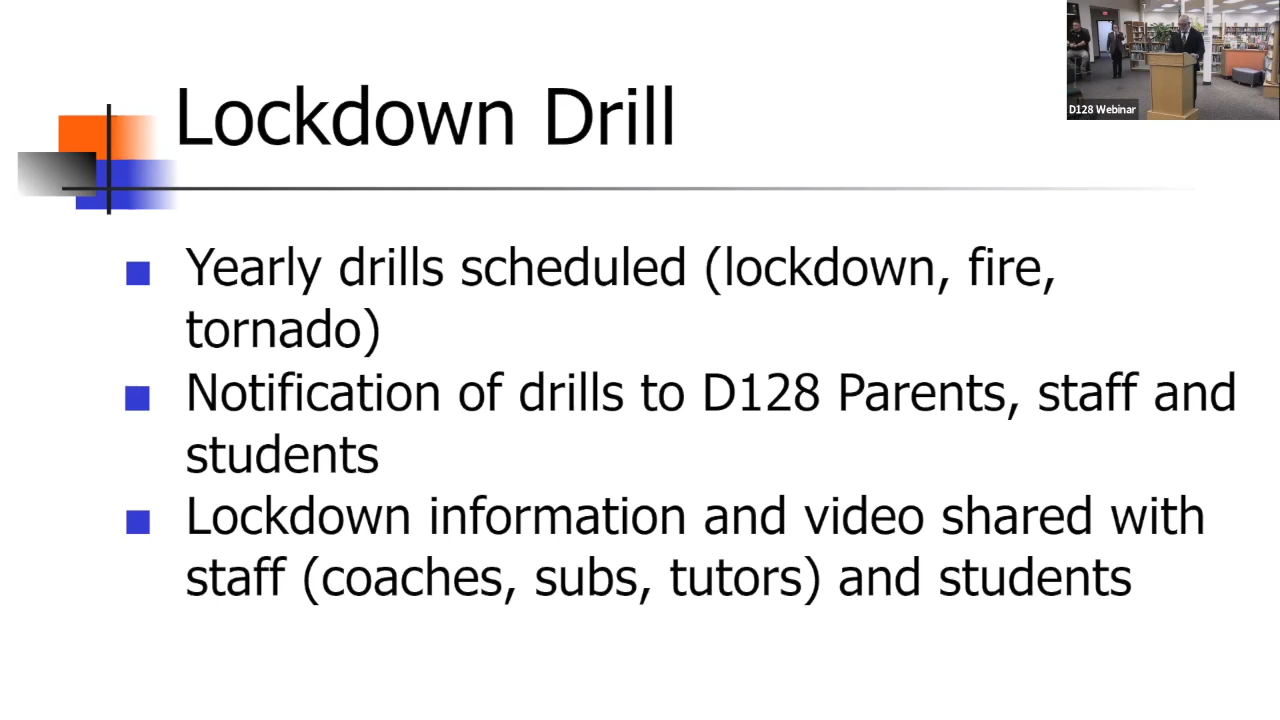 D128 Webinar
Lockdown Drill
Yearly drills scheduled (lockdown, fire,
tornado)
Notification of drills to D128 Parents, staff and
students
Lockdown information and video shared with
staff (coaches, subs, tutors) and students